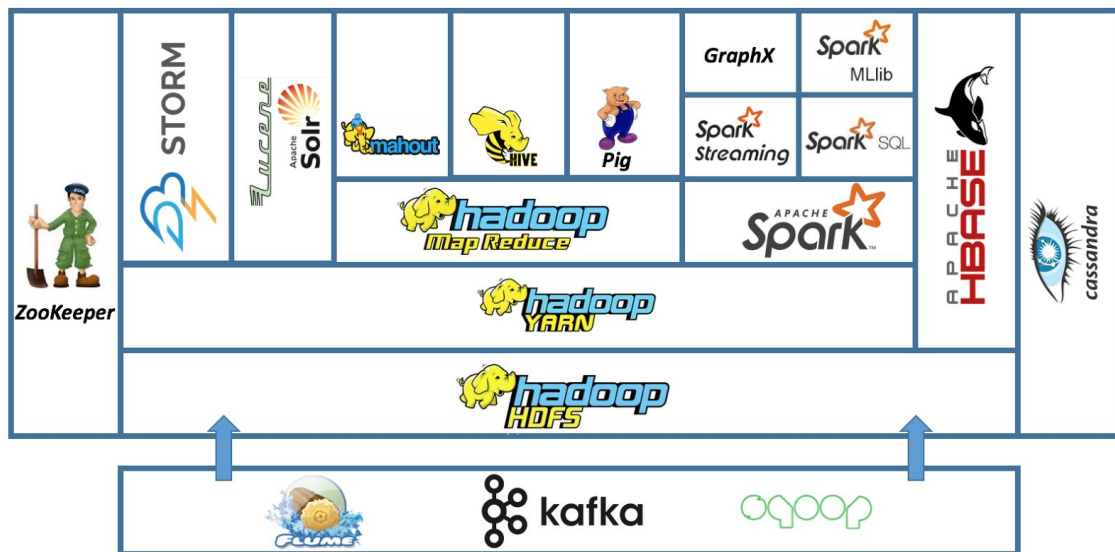 ZooKeeper
STORM
Lucene
Apache
Solr
mahout
HIVE
Pig
GraphX
Spark
MLlib
Spark
Streaming
Spark SQL
hadoop
Map Reduce
APACHE
Spark™
APACHE
HBASE
cassandra
hadoop
YARN
hadoop
HDFS
FLUME
kafka
sqoop